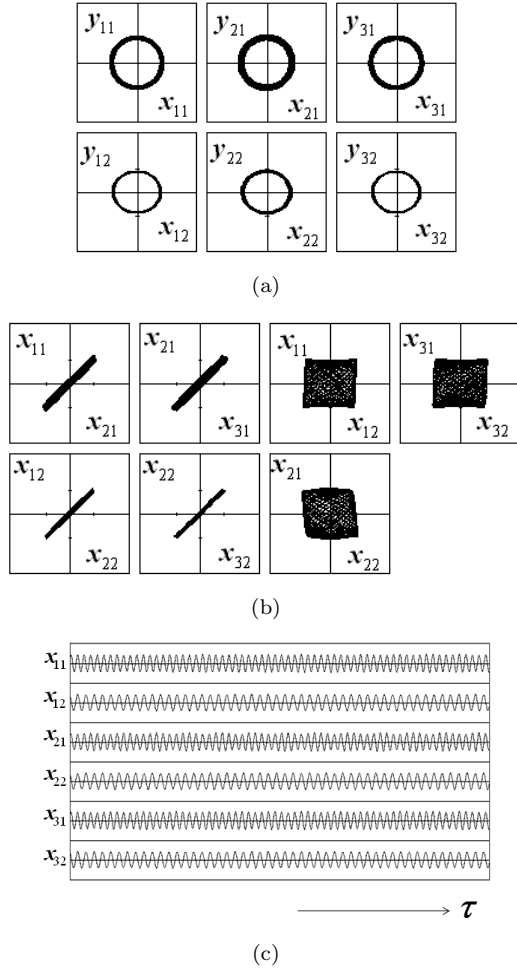 y₁₁ x₁₁ y₂₁ x₂₁ y₃₁ x₃₁
y₁₂ x₁₂ y₂₂ x₂₂ y₃₂ x₃₂
(a)
x₁₁ x₂₁ x₂₁ x₃₁ x₁₁ x₁₂ x₃₁ x₃₂
x₁₂ x₂₂ x₂₂ x₃₂ x₂₁ x₂₂
(b)
x₁₁
x₁₂
x₂₁
x₂₂
x₃₁
x₃₂
τ
(c)